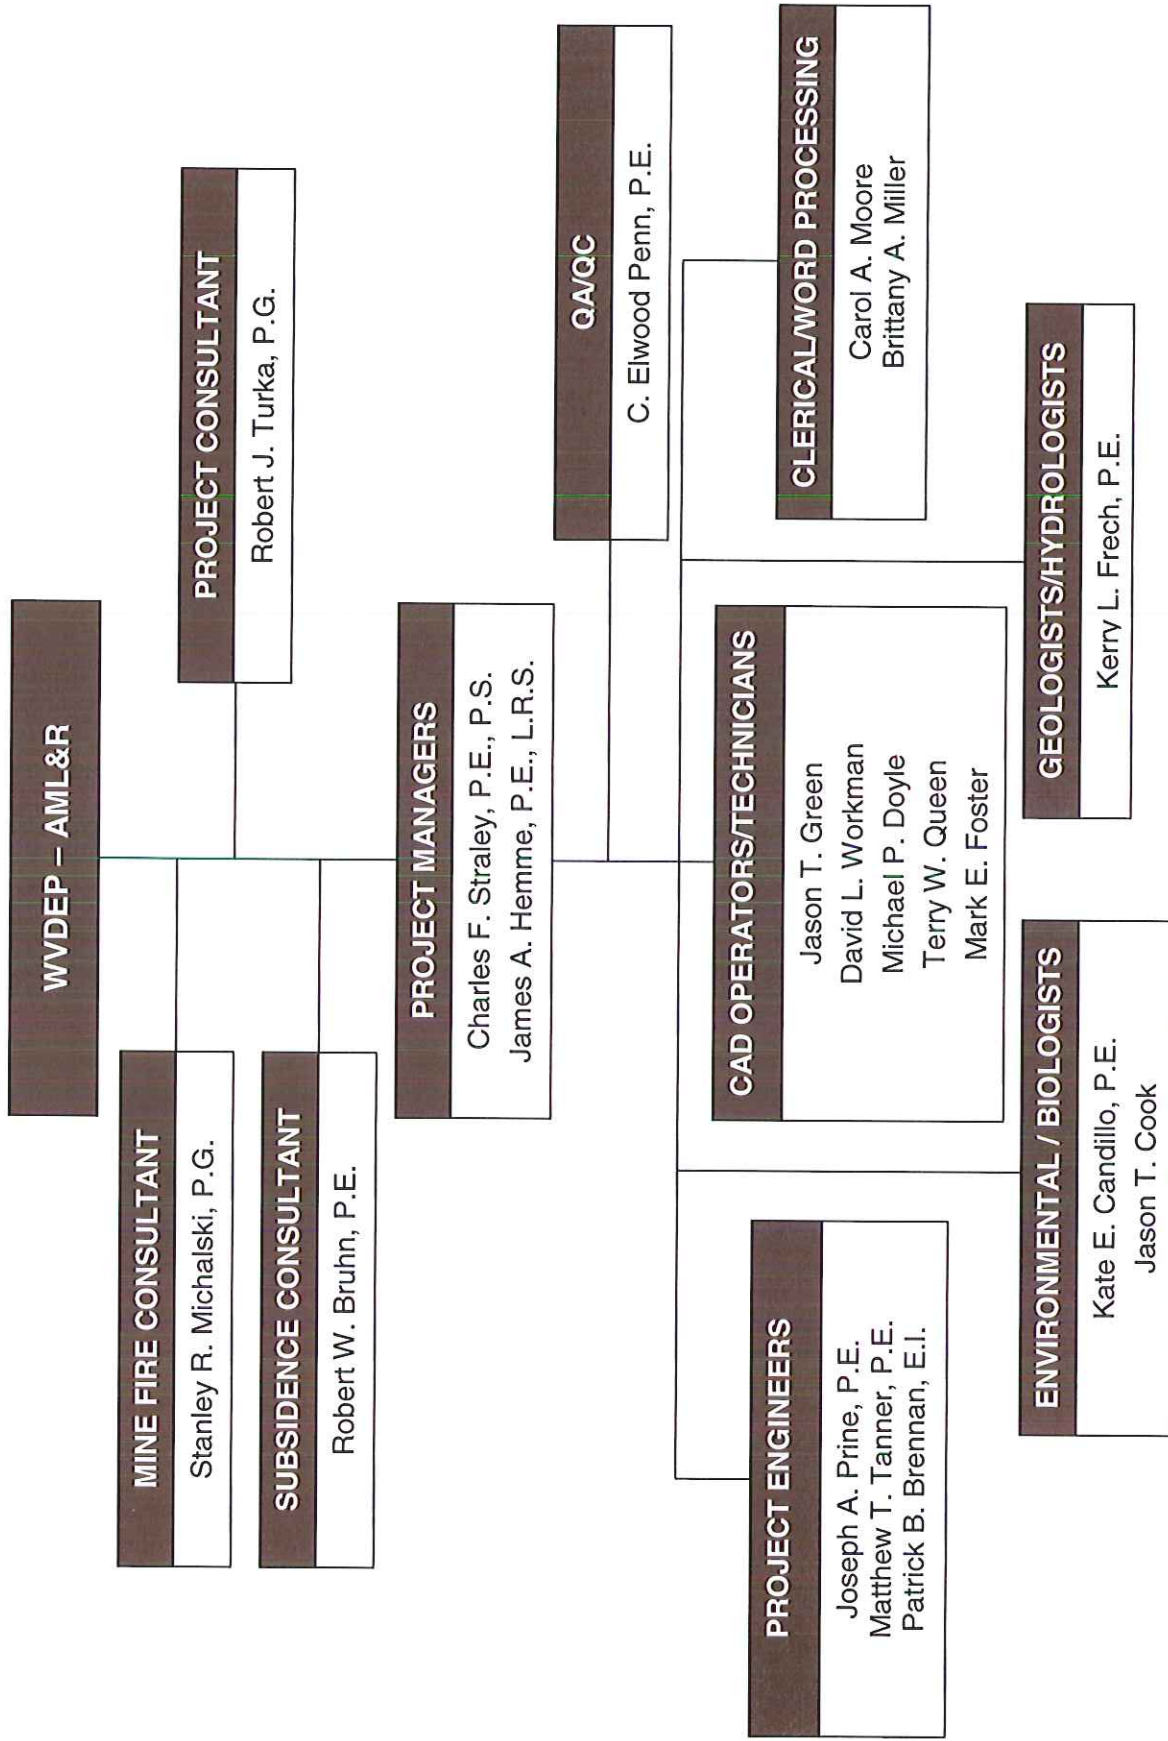 WVDEP – AML&R
MINE FIRE CONSULTANT
Stanley R. Michalski, P.G.
PROJECT CONSULTANT
Robert J. Turka, P.G.
SUBSIDENCE CONSULTANT
Robert W. Bruhn, P.E.
PROJECT MANAGERS
Charles F. Straley, P.E., P.S.
James A. Hemme, P.E., L.R.S.
QA/QC
C. Elwood Penn, P.E.
PROJECT ENGINEERS
Joseph A. Prine, P.E.
Matthew T. Tanner, P.E.
Patrick B. Brennan, E.I.
CAD OPERATORS/TECHNICIANS
Jason T. Green
David L. Workman
Michael P. Doyle
Terry W. Queen
Mark E. Foster
CLERICAL/WORD PROCESSING
Carol A. Moore
Brittany A. Miller
ENVIRONMENTAL / BIOLOGISTS
Kate E. Candillo, P.E.
Jason T. Cook
GEOLOGISTS/HYDROLOGISTS
Kerry L. Frech, P.E.